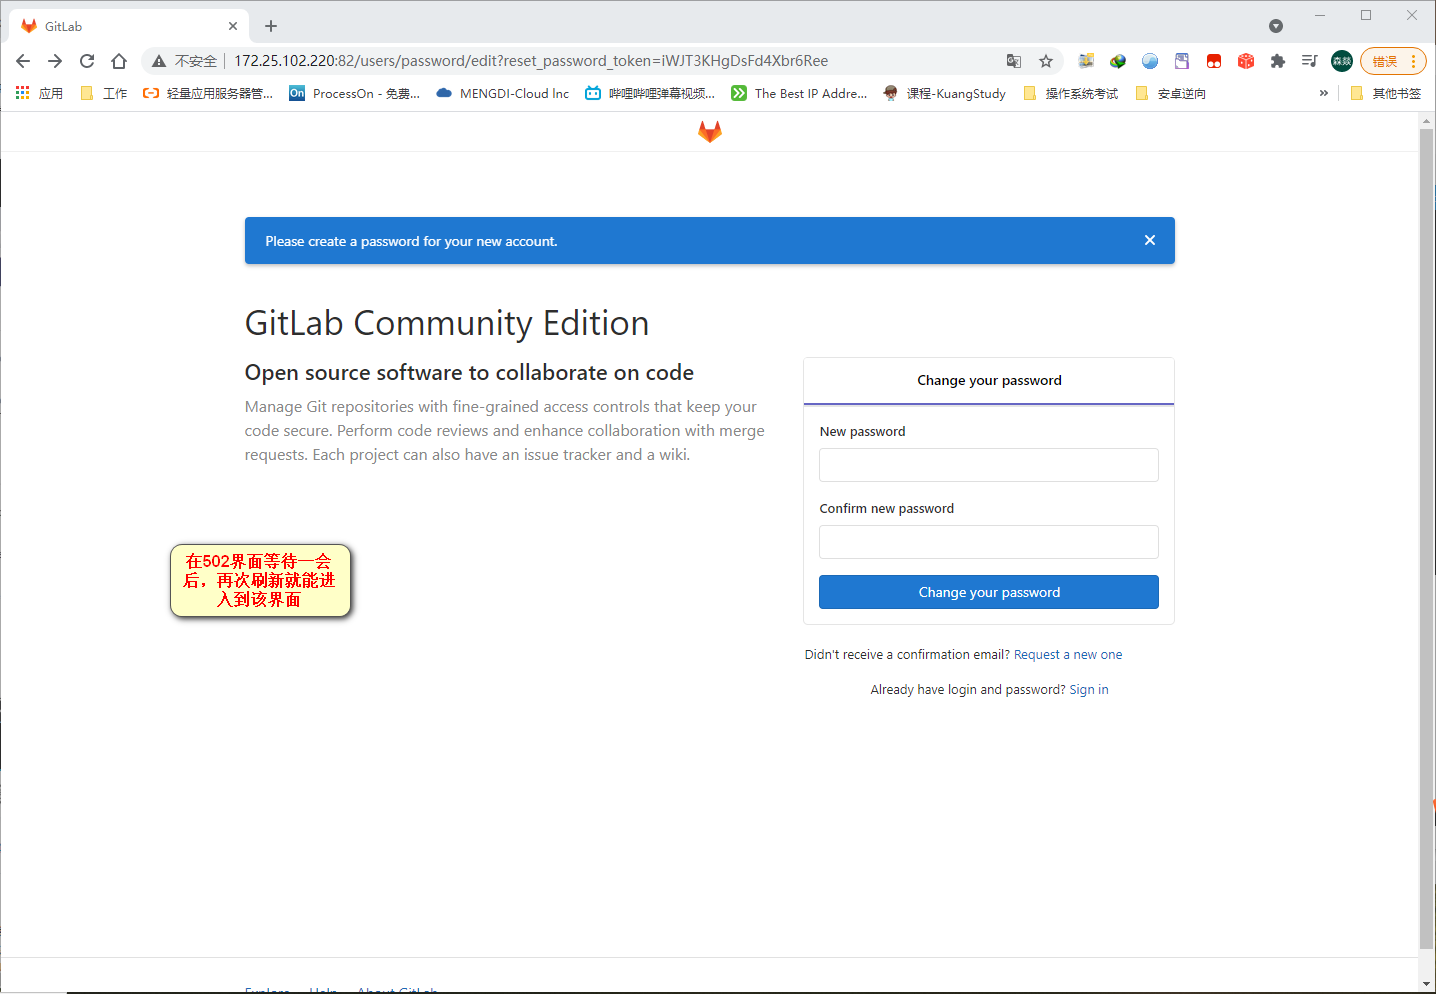 GitLab
不安全 172.25.102.220:82/users/password/edit?reset_password_token=iWJT3KHgDsFd4Xbr6Ree 森燚 错误
应用 工作 轻量应用服务器管... On ProcessOn - 免费... MENGDI-Cloud Inc 哔哩哔哩弹幕视频... The Best IP Addre... 课程-KuangStudy 操作系统考试 安卓逆向 » 其他书签
Please create a password for your new account.
GitLab Community Edition
Open source software to collaborate on code
Manage Git repositories with fine-grained access controls that keep your
code secure. Perform code reviews and enhance collaboration with merge
requests. Each project can also have an issue tracker and a wiki.
Change your password
New password
Confirm new password
Change your password
Didn't receive a confirmation email? Request a new one
Already have login and password? Sign in
在502界面等待一会
后，再次刷新就能进
入到该界面
Explore Help About GitLab